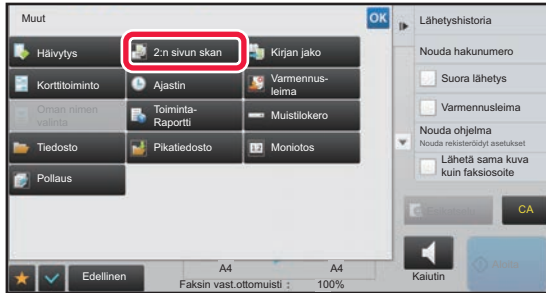 Muut
OK
Häivytys
2:n sivun skan
Kirjan jako
Korttitoiminto
Ajastin
Varmennus-
leima
Oman nimen
valinta
Toiminta-
Raportti
Muistilokero
Tiedosto
Pikatiedosto
Moniotos
Pollaus
Edellinen
A4
A4
Faksin vast.ottomuisti :
100%
Lähetyshistoria
Nouda hakunumero
Suora lähetys
Varmennusleima
Nouda ohjelma
Nouda rekisteröidyt asetukset
Lähetä sama kuva
kuin faksiosoite
CA
Kaiutin